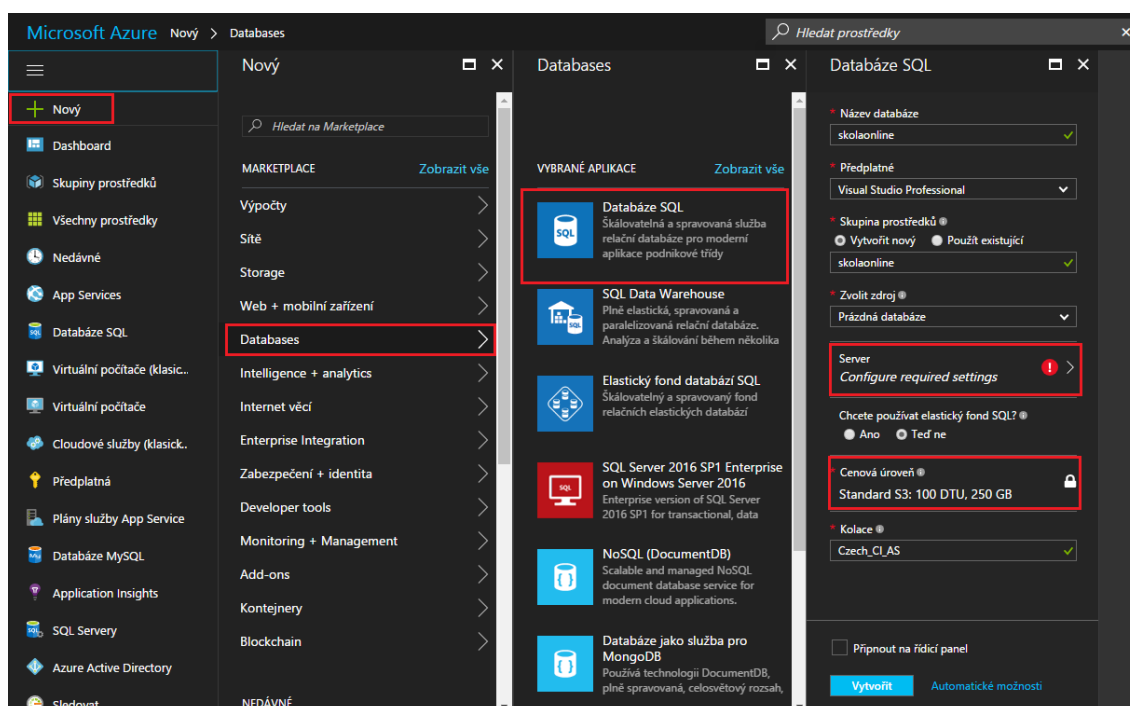 Microsoft Azure Nový > Databases
Hledat prostředky
Nový
Dashboard
Skupiny prostředků
Všechny prostředky
Nedávné
App Services
Databáze SQL
Virtuální počítače (klasic...
Virtuální počítače
Cloudové služby (klasick..
Předplatná
Plány služby App Service
Databáze MySQL
Application Insights
SQL Servery
Azure Active Directory
Sledovat
Nový
Hledat na Marketplace
MARKETPLACE Zobrazit vše
Výpočty
Sítě
Storage
Web + mobilní zařízení
Databases
Intelligence + analytics
Internet věcí
Enterprise Integration
Zabezpečení + identita
Developer tools
Monitoring + Management
Add-ons
Kontejnery
Blockchain
NEDÁVNÉ
Databases
VYBRANÉ APLIKACE Zobrazit vše
SQL
Databáze SQL
Škálovatelná a spravovaná služba
relační databáze pro moderní
aplikace podnikové třídy
SQL
SQL Data Warehouse
Plně elastická, spravovaná a
paralelizovaná relační databáze.
Analýza a škálování během několika
Elastický fond databází SQL
Škálovatelný a spravovaný fond
relačních elastických databází
SQL
SQL Server 2016 SP1 Enterprise
on Windows Server 2016
Enterprise version of SQL Server
2016 SP1 for transactional, data
NoSQL (DocumentDB)
Scalable and managed NoSQL
document database service for
modern cloud applications.
Databáze jako služba pro
MongoDB
Používá technologii DocumentDB,
plně spravovaná, celosvětový rozsah,
Databáze SQL
* Název databáze
skolaonline
* Předplatné
Visual Studio Professional
* Skupina prostředků
Vytvořit nový Použít existující
skolaonline
* Zvolit zdroj
Prázdná databáze
Server
Configure required settings
Chcete používat elastický fond SQL?
Ano Teď ne
* Cenová úroveň
Standard S3: 100 DTU, 250 GB
* Kolace
Czech_CI_AS
Připnout na řídicí panel
Vytvořit Automatické možnosti